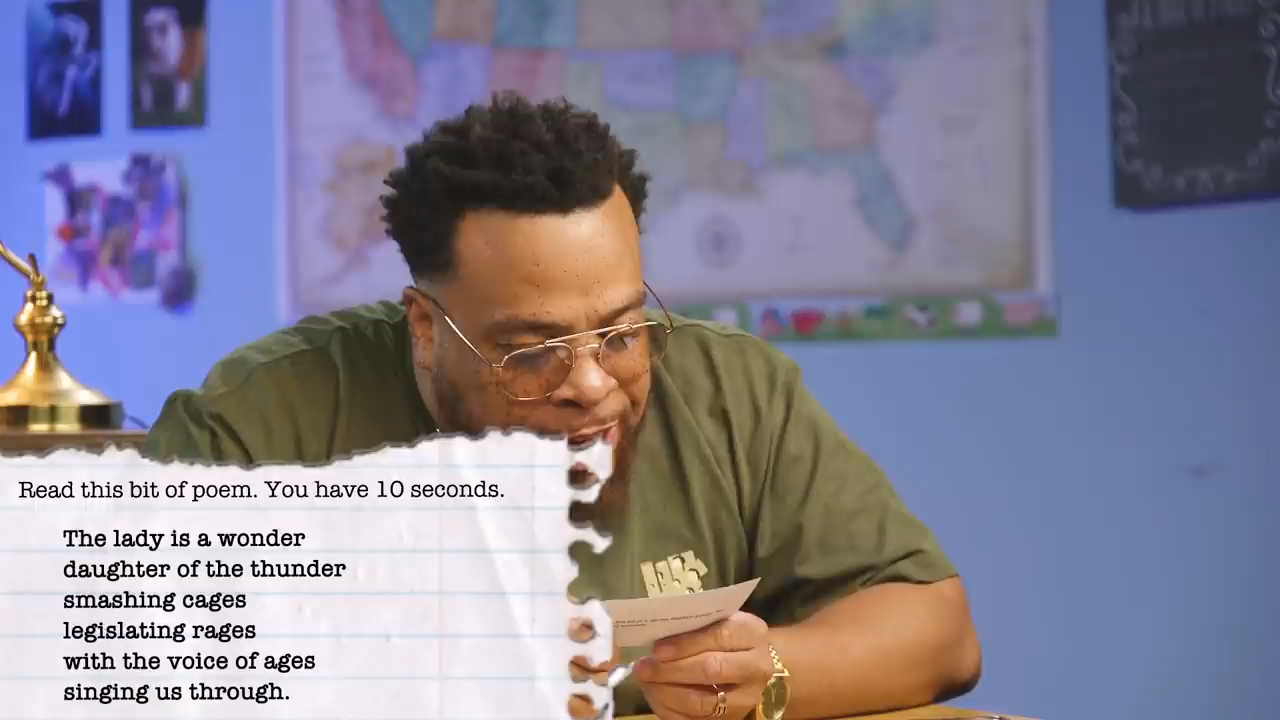 Read this bit of poem. You have 10 seconds.
The lady is a wonder
daughter of the thunder
smashing cages
legislating rages
with the voice of ages
singing us through.